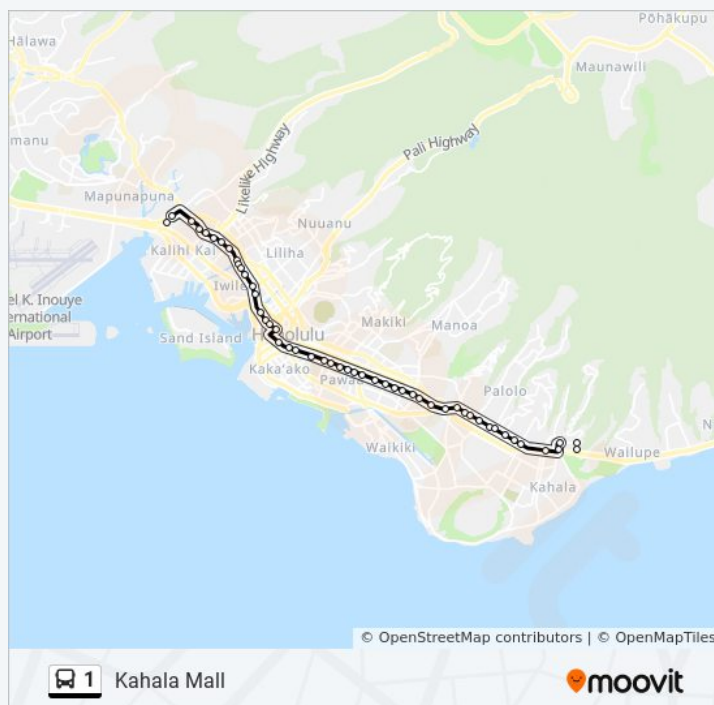 Pōhākupu
Hālawa
Maunawili
manu
Likelike Highway
Pali Highway
Mapunapuna
Nuuanu
Kalihi Kai
Liliha
el K. Inouye
Iwilei
ernational
Airport
Sand Island
Honolulu
Makiki
Manoa
Kaka'ako
Pawaa
Palolo
Waikiki
Wailupe
N
Kahala
© OpenStreetMap contributors | © OpenMapTiles
1 Kahala Mall
moovit